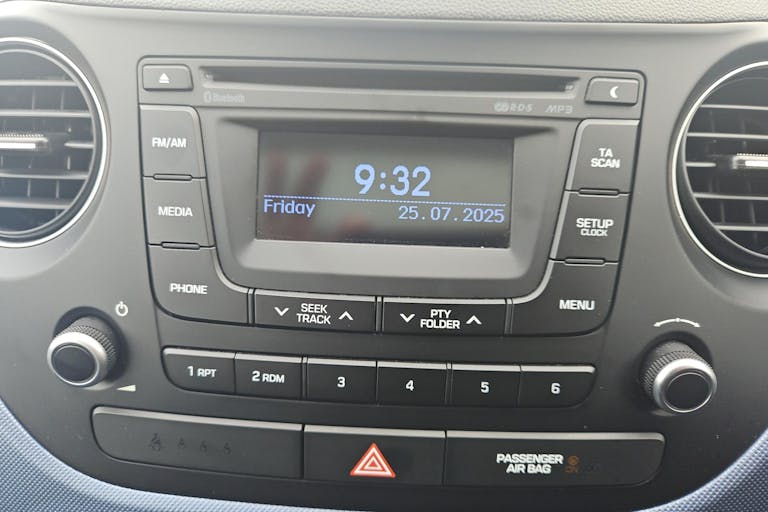 Bluetooth
R·D·S MP3
FM/AM
TA
SCAN
9:32
Friday 25.07.2025
MEDIA
SETUP
CLOCK
PHONE
SEEK
TRACK
PTY
FOLDER
MENU
1 RPT
2 RDM
3
4
5
6
PASSENGER
AIR BAG